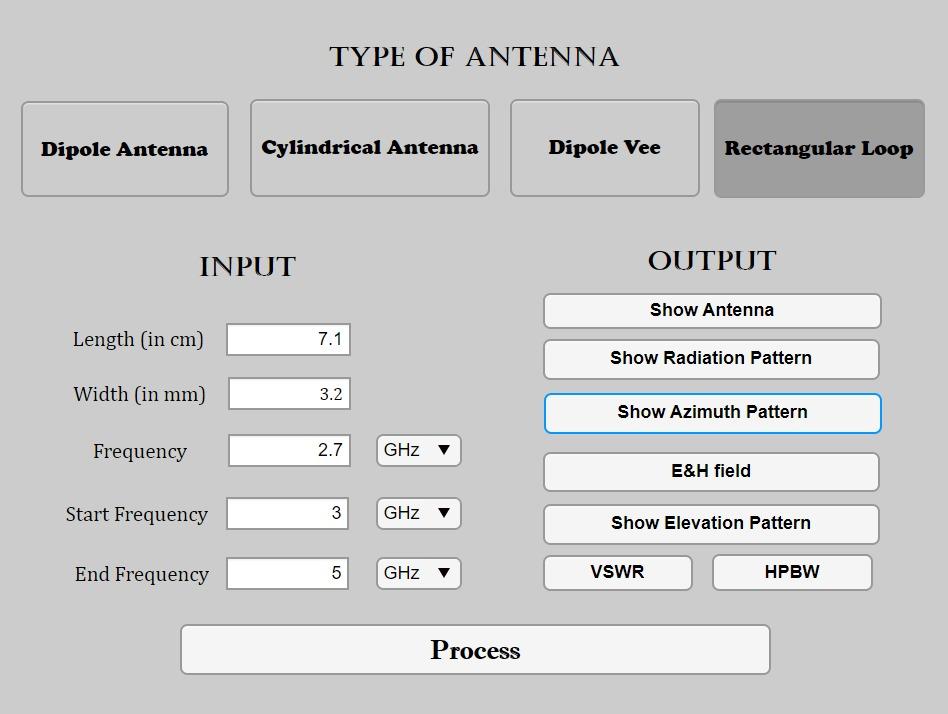 TYPE OF ANTENNA
Dipole Antenna
Cylindrical Antenna
Dipole Vee
Rectangular Loop
INPUT
Length (in cm)
7.1
Width (in mm)
3.2
Frequency
2.7
GHz
Start Frequency
3
GHz
End Frequency
5
GHz
OUTPUT
Show Antenna
Show Radiation Pattern
Show Azimuth Pattern
E&H field
Show Elevation Pattern
VSWR
HPBW
Process